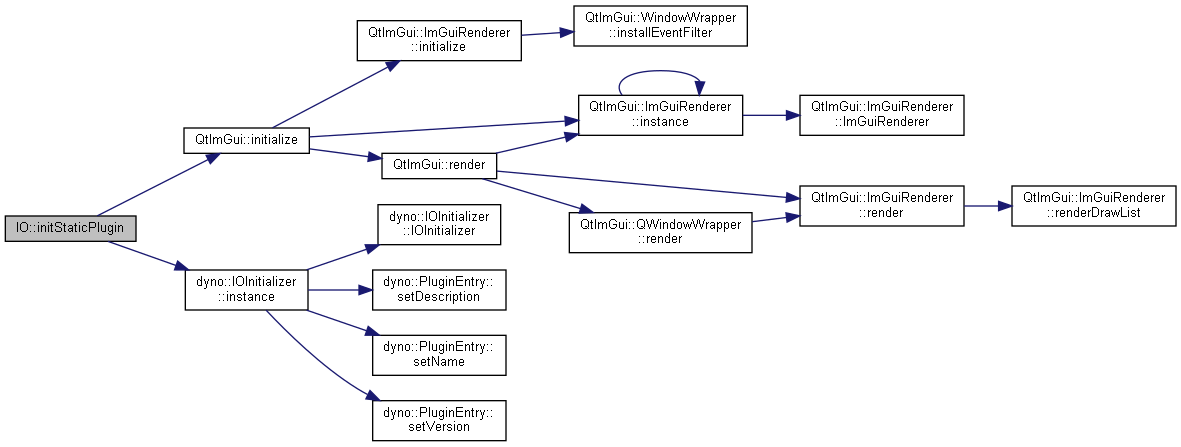 QtImGui::ImGuiRenderer
::initialize
QtImGui::WindowWrapper
::installEventFilter
QtImGui::initialize
QtImGui::ImGuiRenderer
::instance
QtImGui::ImGuiRenderer
::ImGuiRenderer
QtImGui::render
QtImGui::ImGuiRenderer
::render
QtImGui::ImGuiRenderer
::renderDrawList
IO::initStaticPlugin
dyno::IOInitializer
::IOInitializer
QtImGui::QWindowWrapper
::render
dyno::IOInitializer
::instance
dyno::PluginEntry::
setDescription
dyno::PluginEntry::
setName
dyno::PluginEntry::
setVersion